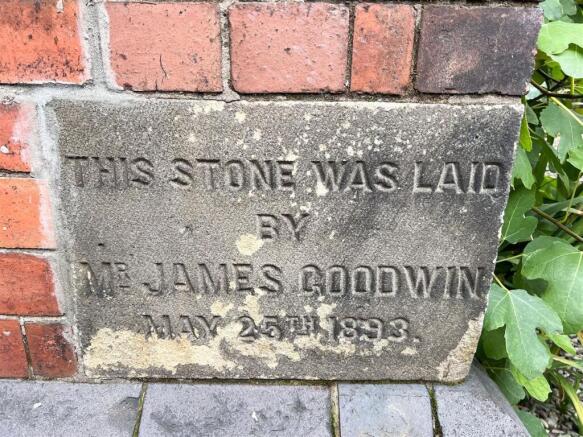 THIS STONE WAS LAID
BY
MR JAMES GOODWIN
MAY 25TH 1893.